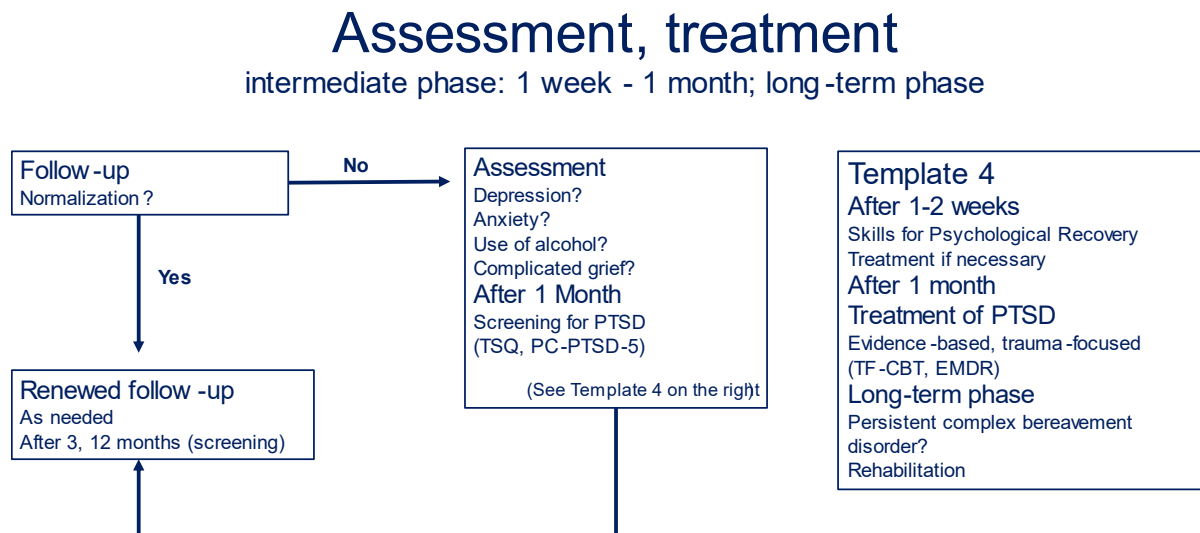 Assessment, treatment
intermediate phase: 1 week - 1 month; long-term phase
Follow-up
Normalization?
No
Yes
Renewed follow-up
As needed
After 3, 12 months (screening)
Assessment
Depression?
Anxiety?
Use of alcohol?
Complicated grief?
After 1 Month
Screening for PTSD
(TSQ, PC-PTSD-5)
(See Template 4 on the right)
Template 4
After 1-2 weeks
Skills for Psychological Recovery
Treatment if necessary
After 1 month
Treatment of PTSD
Evidence-based, trauma-focused
(TF-CBT, EMDR)
Long-term phase
Persistent complex bereavement
disorder?
Rehabilitation